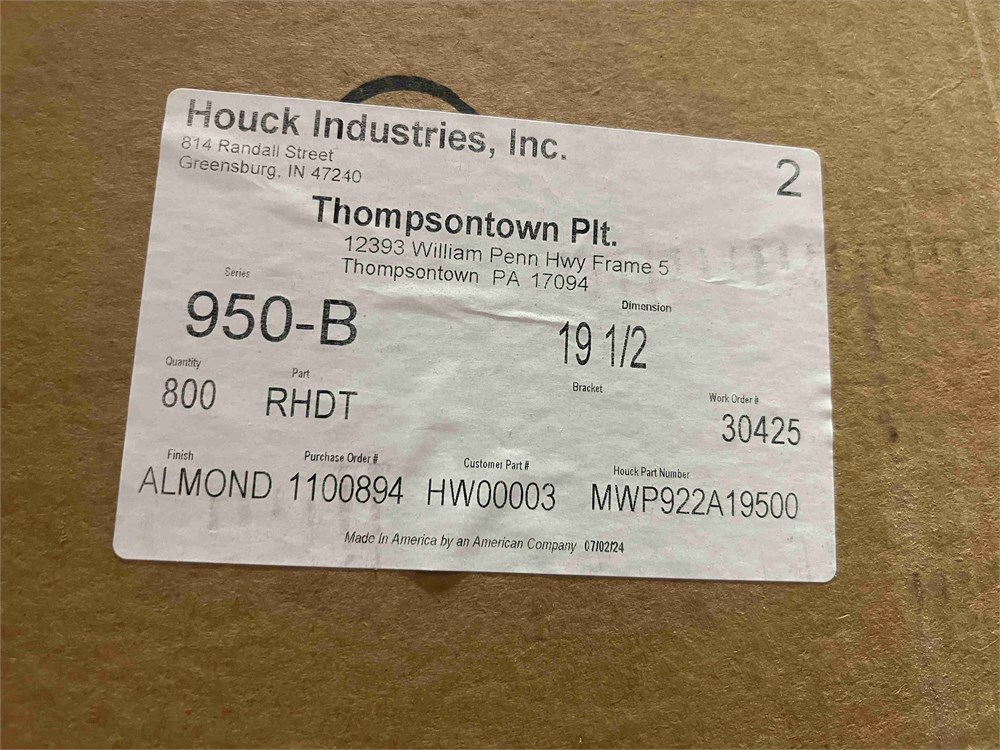 Houck Industries, Inc.
814 Randall Street
Greensburg, IN 47240
2
Thompsontown Plt.
12393 William Penn Hwy Frame 5
Thompsontown PA 17094
Series
950-B
Dimension
19 1/2
Quantity
800
Part
RHDT
Bracket
Work Order #
30425
Finish
ALMOND
Purchase Order #
1100894
Customer Part #
HW00003
Houck Part Number
MWP922A19500
Made In America by an American Company 07/02/24